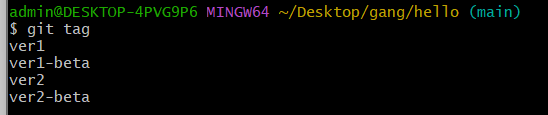 admin@DESKTOP-4PVG9P6 MINGW64 ~/Desktop/gang/hello (main)
$ git tag
ver1
ver1-beta
ver2
ver2-beta